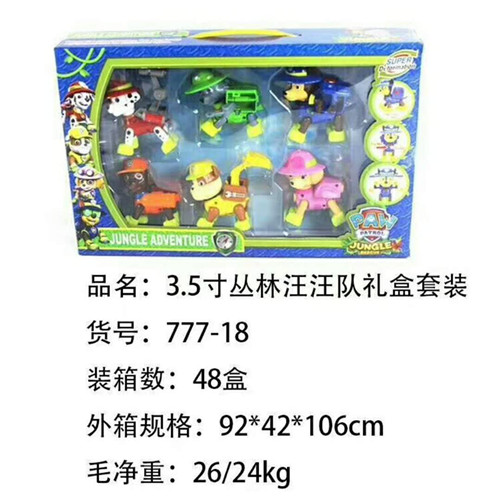 SUPER
JUNGLE ADVENTURE
PAW
PATROL
JUNGLE
RESCUE
品名：3.5寸丛林汪汪队礼盒套装
货号：777-18
装箱数：48盒
外箱规格：92*42*106cm
毛净重：26/24kg